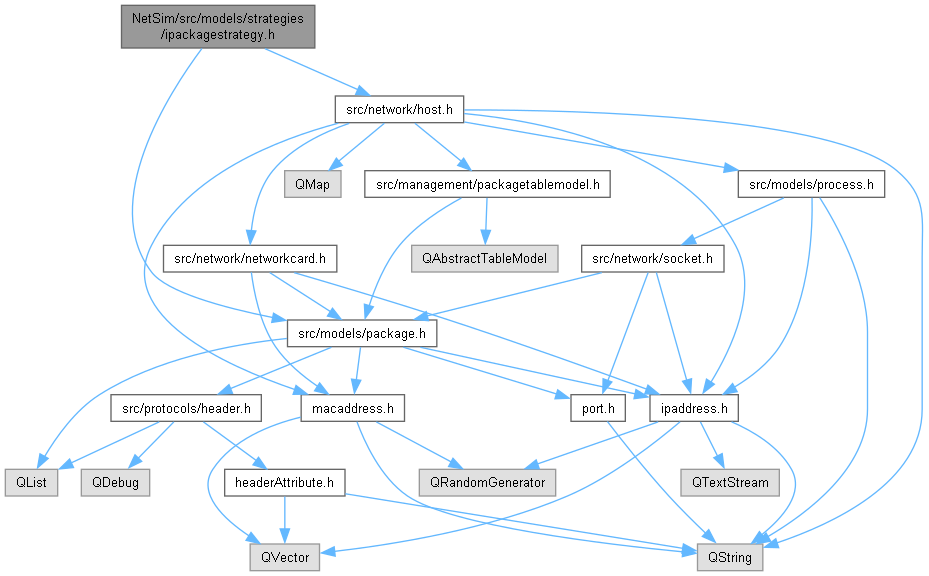 NetSim/src/models/strategies
/ipackagestrategy.h
src/network/host.h
QMap
src/management/packagetablemodel.h
src/models/process.h
src/network/networkcard.h
QAbstractTableModel
src/network/socket.h
src/models/package.h
src/protocols/header.h
macaddress.h
port.h
ipaddress.h
QList
QDebug
headerAttribute.h
QRandomGenerator
QTextStream
QVector
QString